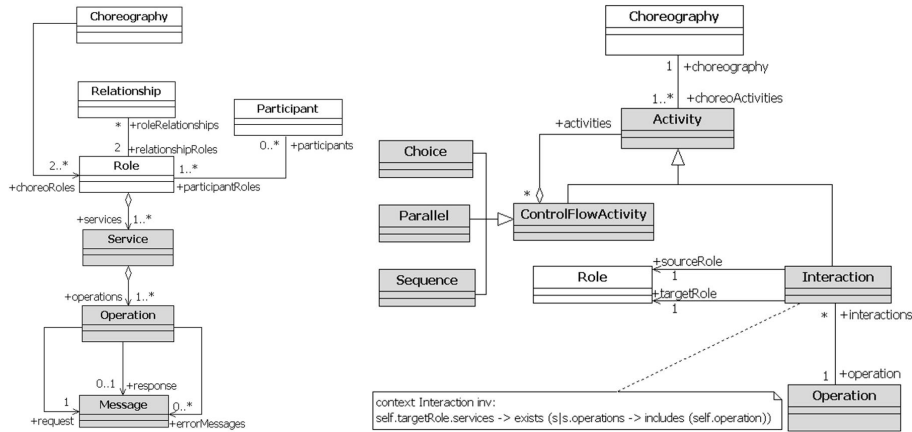 Choreography
Relationship
Participant
* +roleRelationships
0..* +participants
2 +relationshipRoles
2..*
Role
1..*
+choreoRoles
+participantRoles
+services 1..*
Service
+operations 1..*
Operation
0..1 +response
1
Message
0..*
+request
+errorMessages
Choreography
1 +choreography
1..* +choreoActivities
+activities
Activity
Choice
*
Parallel
ControlFlowActivity
Sequence
+sourceRole
1
Role
Interaction
+targetRole
1
* +interactions
+operation
1
Operation
context Interaction inv:
self.targetRole.services -> exists (s|s.operations -> includes (self.operation))